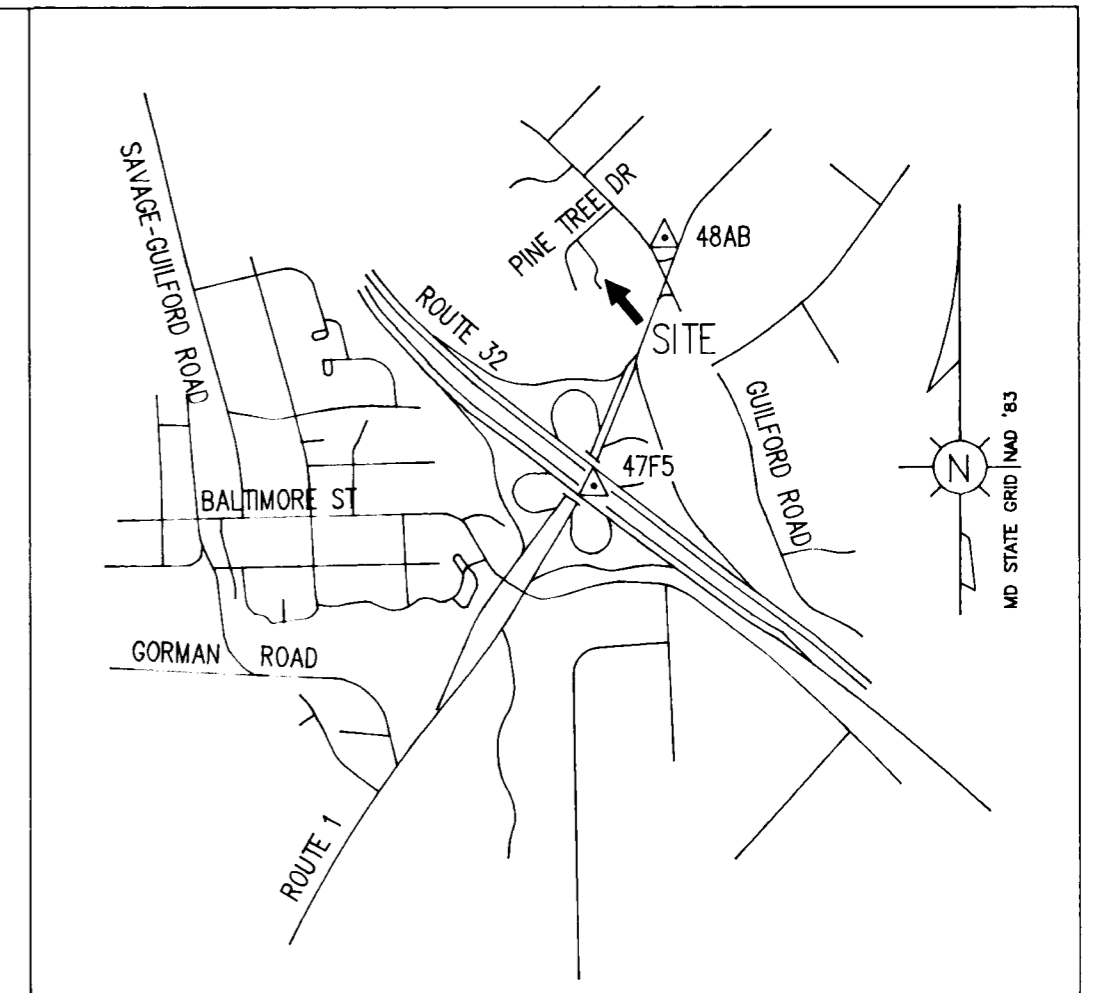 SAVAGE-GUILFORD ROAD
PINE TREE DR
48AB
ROUTE 32
SITE
GUILFORD ROAD
47F5
BALTIMORE ST
N
MD STATE GRID NAD '83
GORMAN ROAD
ROUTE 1